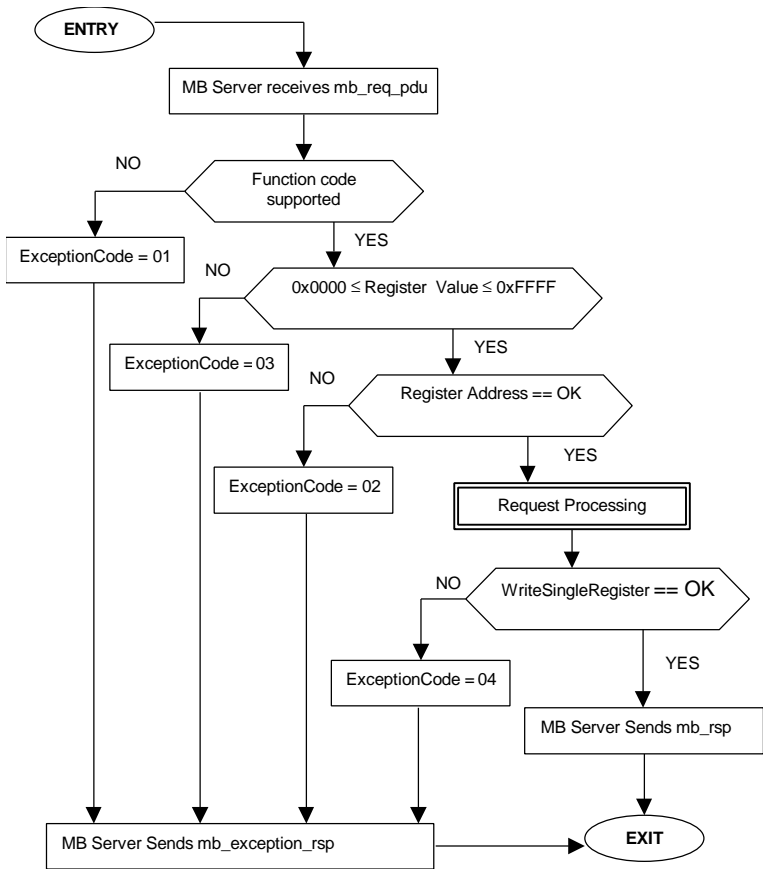 ENTRY
MB Server receives mb_req_pdu
NO
Function code
supported
YES
ExceptionCode = 01
NO
0x0000 ≤ Register Value ≤ 0xFFFF
YES
ExceptionCode = 03
NO
Register Address == OK
YES
ExceptionCode = 02
Request Processing
NO
WriteSingleRegister == OK
YES
ExceptionCode = 04
MB Server Sends mb_rsp
MB Server Sends mb_exception_rsp
EXIT